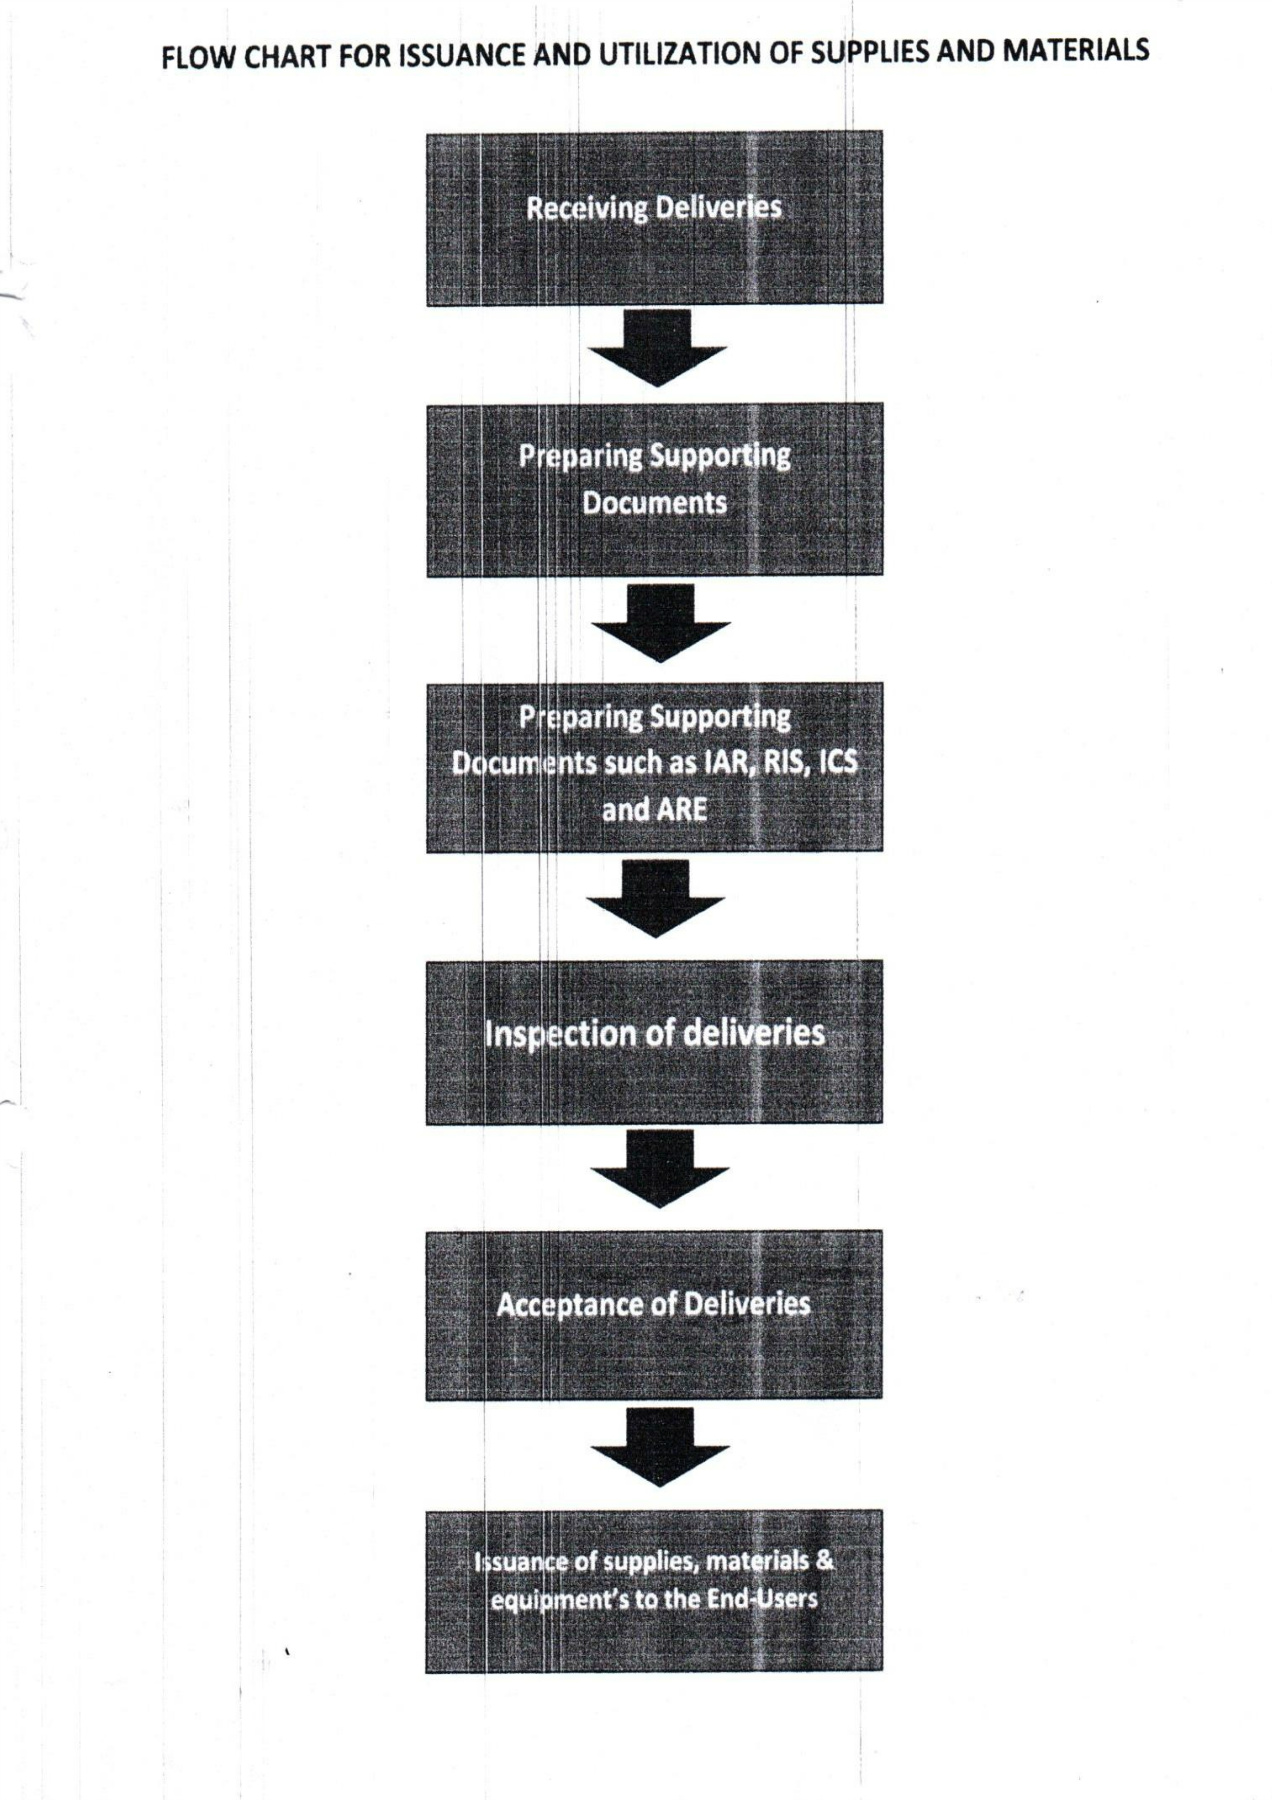 FLOW CHART FOR ISSUANCE AND UTILIZATION OF SUPPLIES AND MATERIALS
Receiving Deliveries
Preparing Supporting
Documents
Preparing Supporting
Documents such as IAR, RIS, ICS
and ARE
Inspection of deliveries
Acceptance of Deliveries
Issuance of supplies, materials &
equipment's to the End-Users